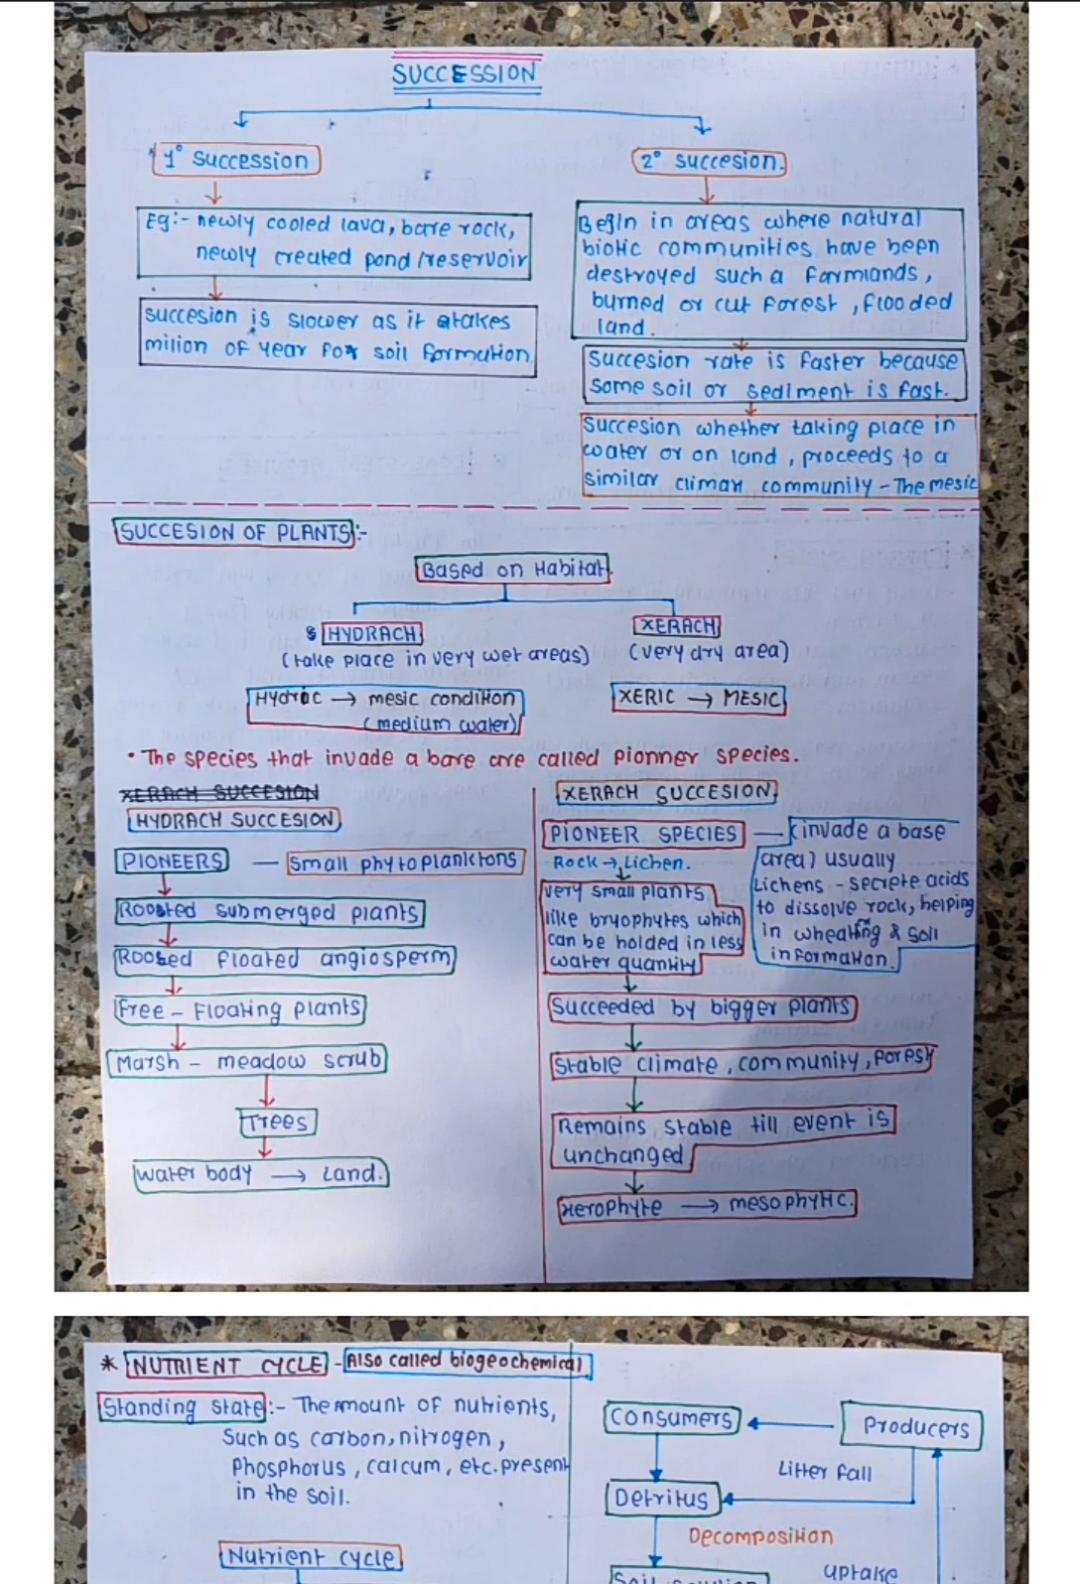 SUCCESSION
1° Succession
2° Succesion.
Eg:- newly cooled lava, bare rock,
newly created pond/reservoir
Succesion is slower as it takes
milion of year for soil formation
Begin in areas where natural
biotic communities have been
destroyed such a farmlands,
burned or cut forest, flooded
land.
Succesion rate is faster because
some soil or sediment is fast.
Succesion whether taking place in
water or on land, proceeds to a
similar climax community - The mesic
SUCCESION OF PLANTS:-
Based on Habitat
HYDRACH
XERACH
(take place in very wet areas)
(very dry area)
Hydric → mesic condition
(medium water)
XERIC → MESIC
• The species that invade a bare are called pionner species.
XERACH SUCCESION
HYDRACH SUCCESION
XERACH SUCCESION
PIONEERS — Small phytoplanktons
Rooted submerged plants
Rooted floated angiosperm
Free - Floating plants
Marsh - meadow scrub
Trees
Water body → Land.
PIONEER SPECIES — (invade a base
area) usually
Lichens - secrete acids
to dissolve rock, helping
in wheating & soil
information.
Rock → Lichen.
very small plants
like bryophytes which
can be holded in less
water quantity
Succeeded by bigger plants
Stable climate, community, forest
Remains stable till event is
unchanged
Xerophyte → mesophytic.
* NUTRIENT CYCLE - Also called biogeochemical
Standing state:- The amount of nutrients,
Such as carbon, nitrogen,
Phosphorus, calcum, etc. present
in the soil.
Nutrient cycle
Consumers
Producers
Litter fall
Detritus
Decomposition
uptake
Soil solution